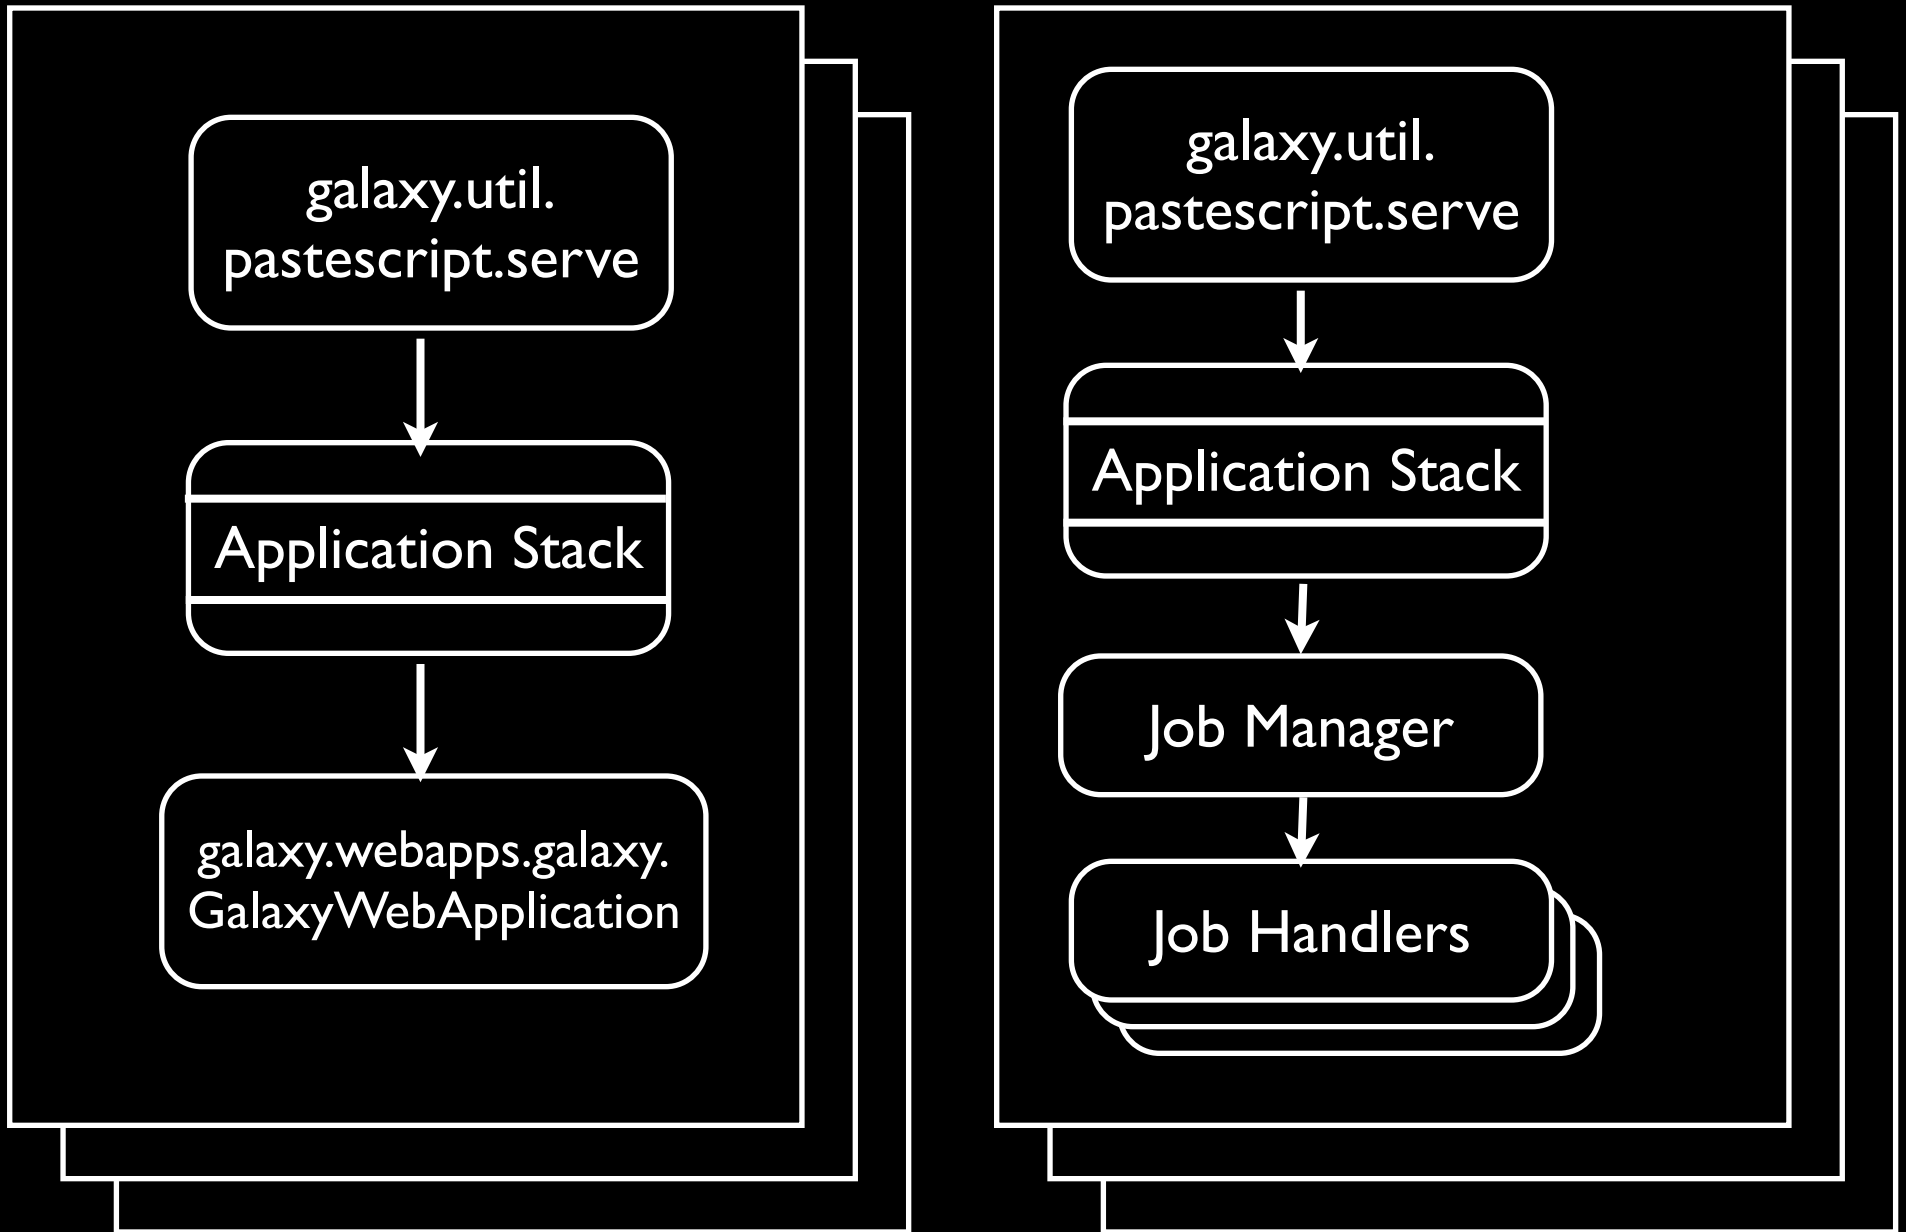 galaxy.util.
pastescript.serve
Application Stack
galaxy.webapps.galaxy.
GalaxyWebApplication
galaxy.util.
pastescript.serve
Application Stack
Job Manager
Job Handlers